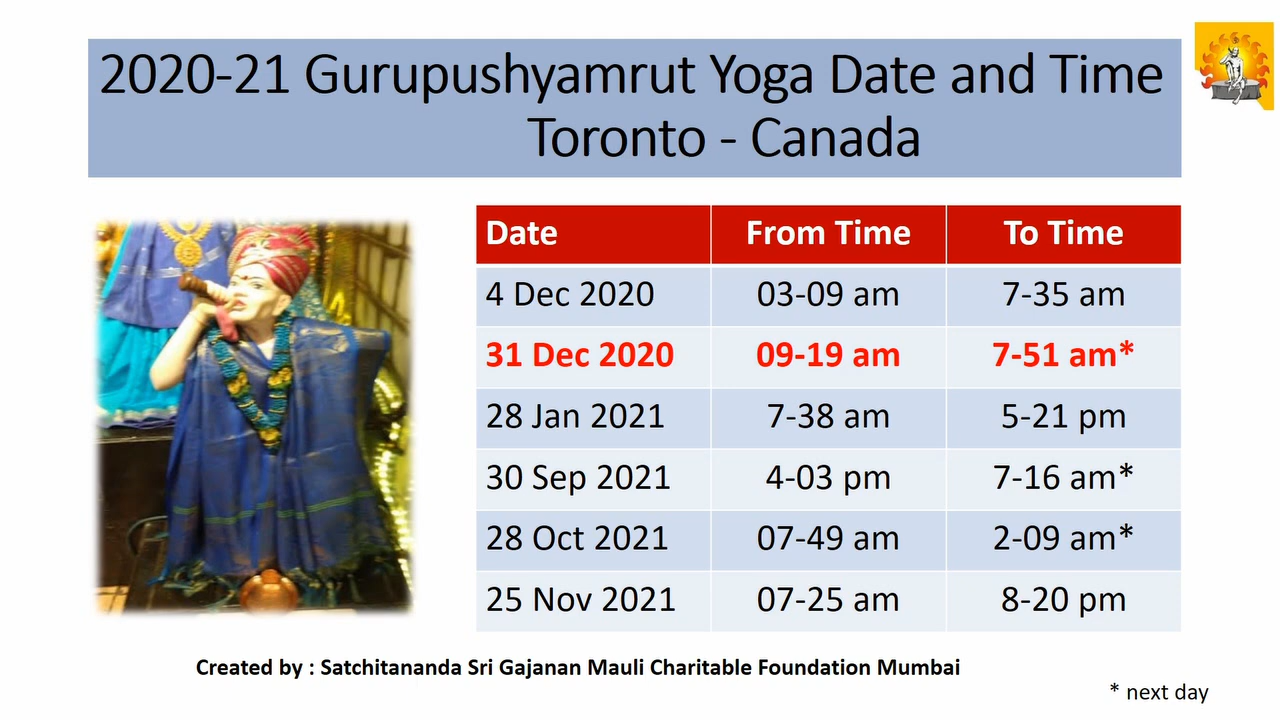 2020-21 Gurupushyamrut Yoga Date and Time
Toronto - Canada
Date From Time To Time
4 Dec 2020 03-09 am 7-35 am
31 Dec 2020 09-19 am 7-51 am*
28 Jan 2021 7-38 am 5-21 pm
30 Sep 2021 4-03 pm 7-16 am*
28 Oct 2021 07-49 am 2-09 am*
25 Nov 2021 07-25 am 8-20 pm
Created by : Satchitananda Sri Gajanan Mauli Charitable Foundation Mumbai
* next day